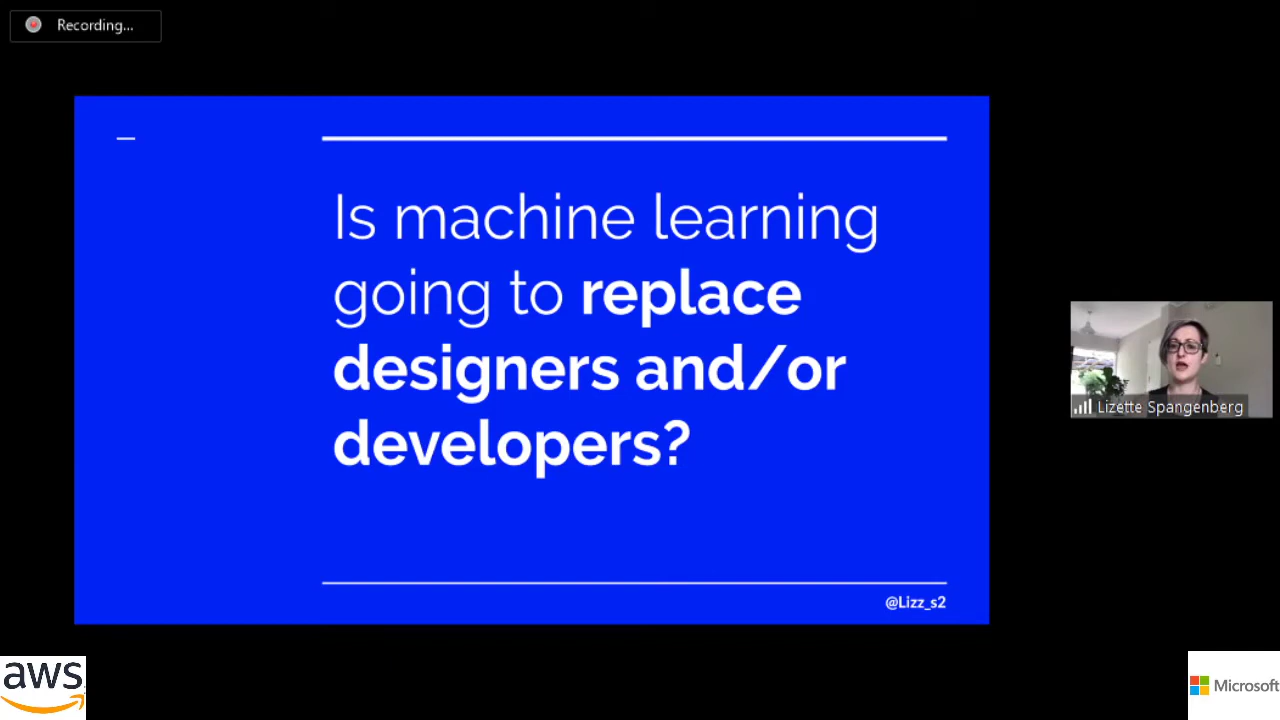 Recording...
Is machine learning
going to replace
designers and/or
developers?
@Lizz_s2
Lizette Spangenberg
aws
Microsoft